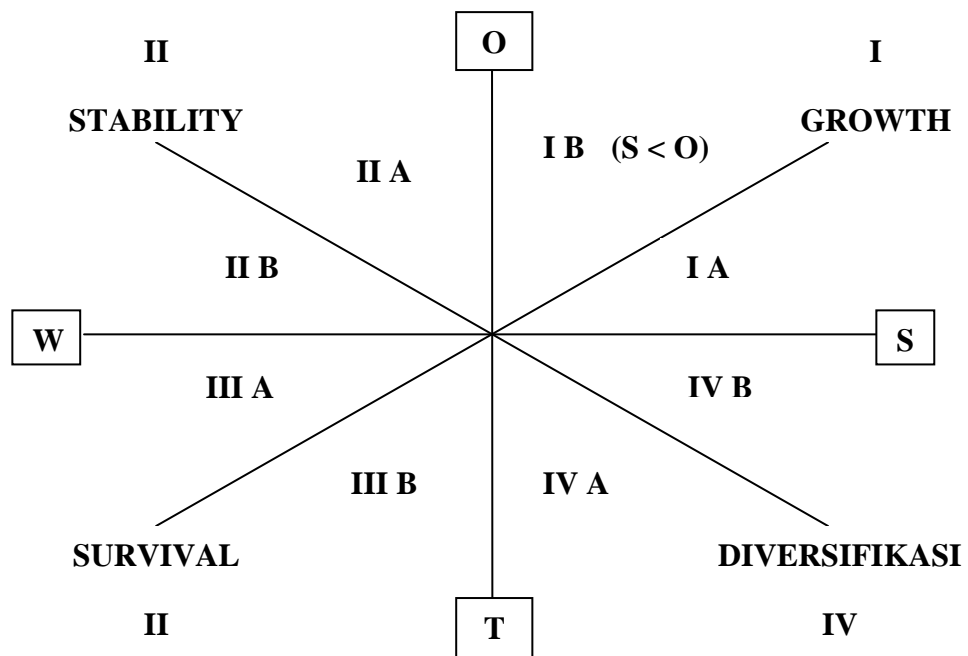 II O I
STABILITY GROWTH
I B (S < O)
II A
II B I A
W S
III A IV B
III B IV A
SURVIVAL DIVERSIFIKASI
II T IV